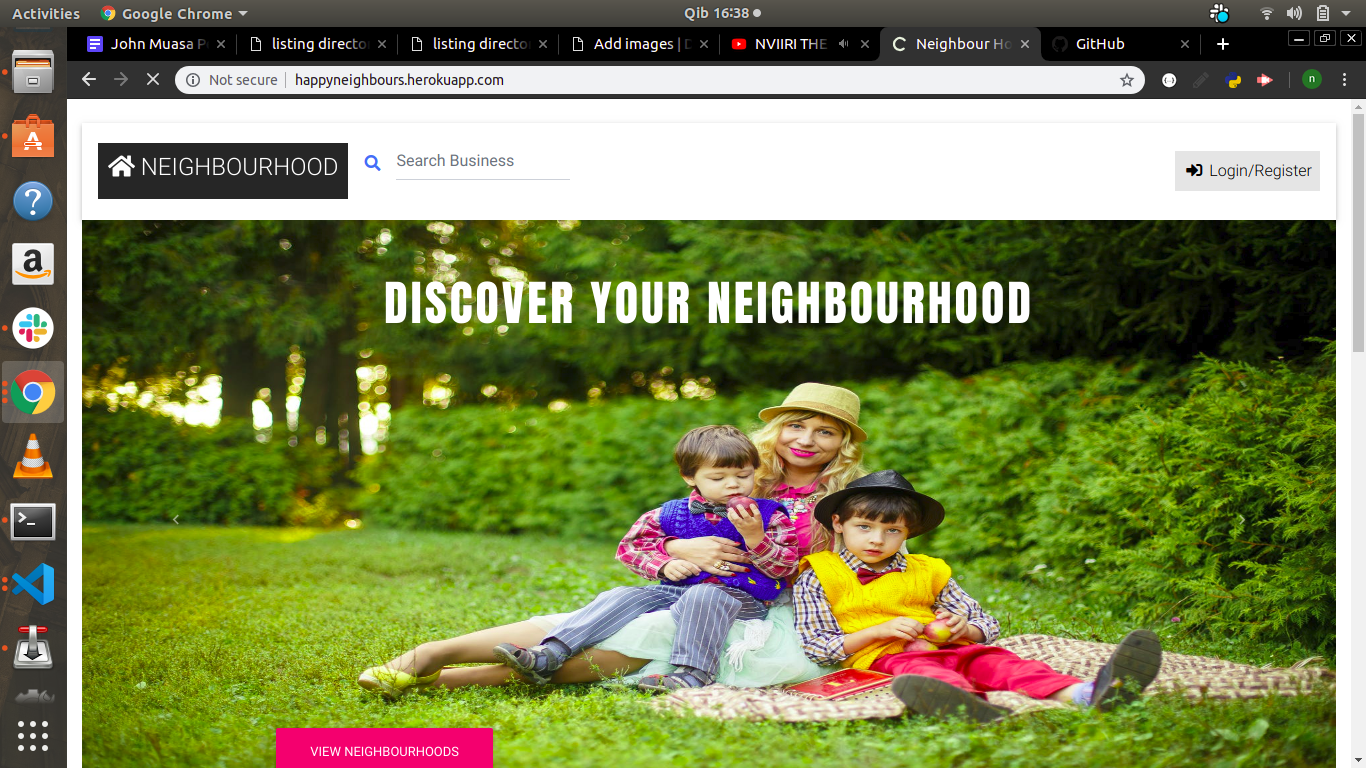 Activities
Google Chrome
Qib 16:38
John Muasa P
listing directo
listing directo
Add images | D
NVIIRI THE
Neighbour Ho
GitHub
Not secure
happyneighbours.herokuapp.com
n
NEIGHBOURHOOD
Search Business
Login/Register
DISCOVER YOUR NEIGHBOURHOOD
VIEW NEIGHBOURHOODS